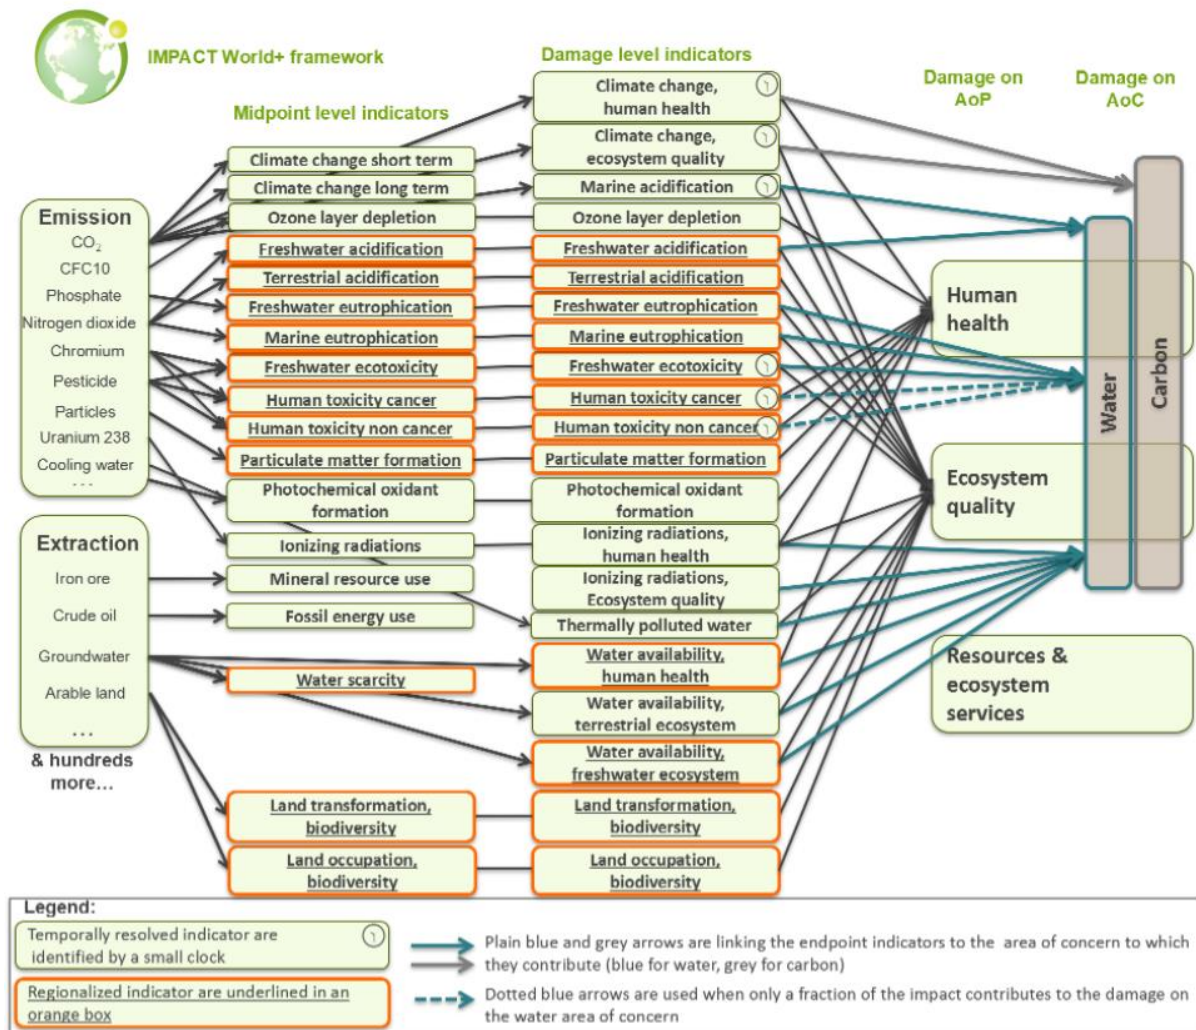 IMPACT World+ framework
Midpoint level indicators
Damage level indicators
Damage on
AoP
Damage on
AoC
Emission
CO₂
CFC10
Phosphate
Nitrogen dioxide
Chromium
Pesticide
Particles
Uranium 238
Cooling water
...
Extraction
Iron ore
Crude oil
Groundwater
Arable land
...
& hundreds
more...
Climate change short term
Climate change long term
Ozone layer depletion
Freshwater acidification
Terrestrial acidification
Freshwater eutrophication
Marine eutrophication
Freshwater ecotoxicity
Human toxicity cancer
Human toxicity non cancer
Particulate matter formation
Photochemical oxidant
formation
Ionizing radiations
Mineral resource use
Fossil energy use
Water scarcity
Land transformation,
biodiversity
Land occupation,
biodiversity
Climate change,
human health
Climate change,
ecosystem quality
Marine acidification
Ozone layer depletion
Freshwater acidification
Terrestrial acidification
Freshwater eutrophication
Marine eutrophication
Freshwater ecotoxicity
Human toxicity cancer
Human toxicity non cancer
Particulate matter formation
Photochemical oxidant
formation
Ionizing radiations,
human health
Ionizing radiations,
Ecosystem quality
Thermally polluted water
Water availability,
human health
Water availability,
terrestrial ecosystem
Water availability,
freshwater ecosystem
Land transformation,
biodiversity
Land occupation,
biodiversity
Human
health
Ecosystem
quality
Resources &
ecosystem
services
Water
Carbon
Legend:
Temporally resolved indicator are
identified by a small clock
Regionalized indicator are underlined in an
orange box
Plain blue and grey arrows are linking the endpoint indicators to the area of concern to which
they contribute (blue for water, grey for carbon)
Dotted blue arrows are used when only a fraction of the impact contributes to the damage on
the water area of concern